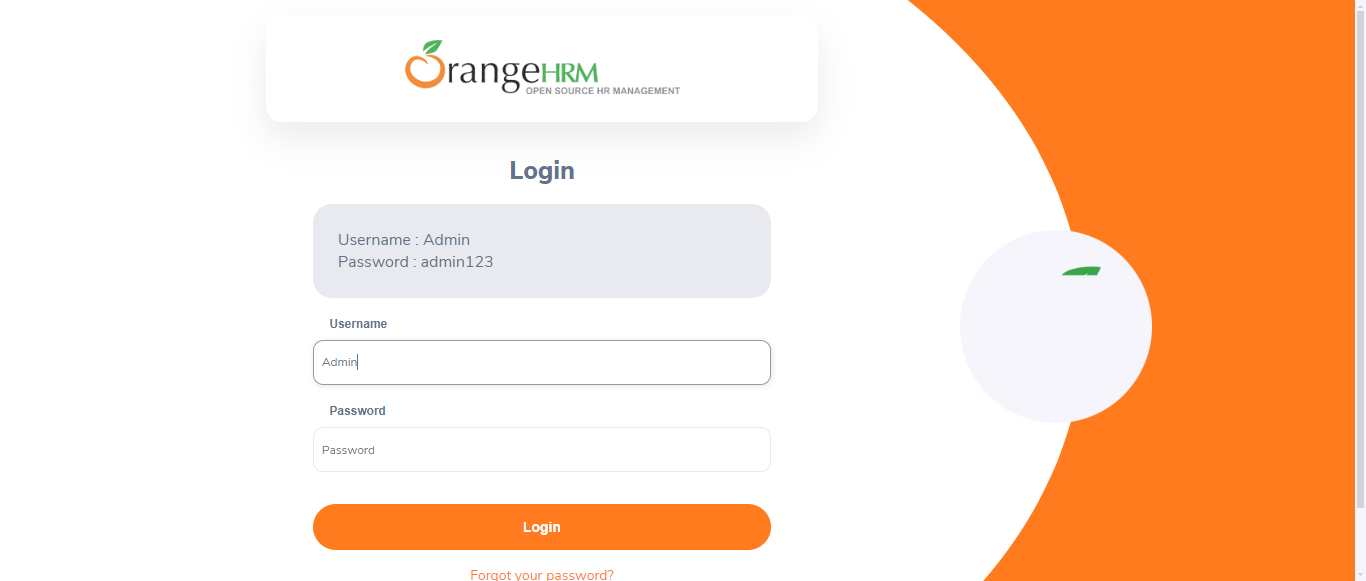 OrangeHRM
OPEN SOURCE HR MANAGEMENT
Login
Username : Admin
Password : admin123
Username
Admin
Password
Password
Login
Forgot your password?